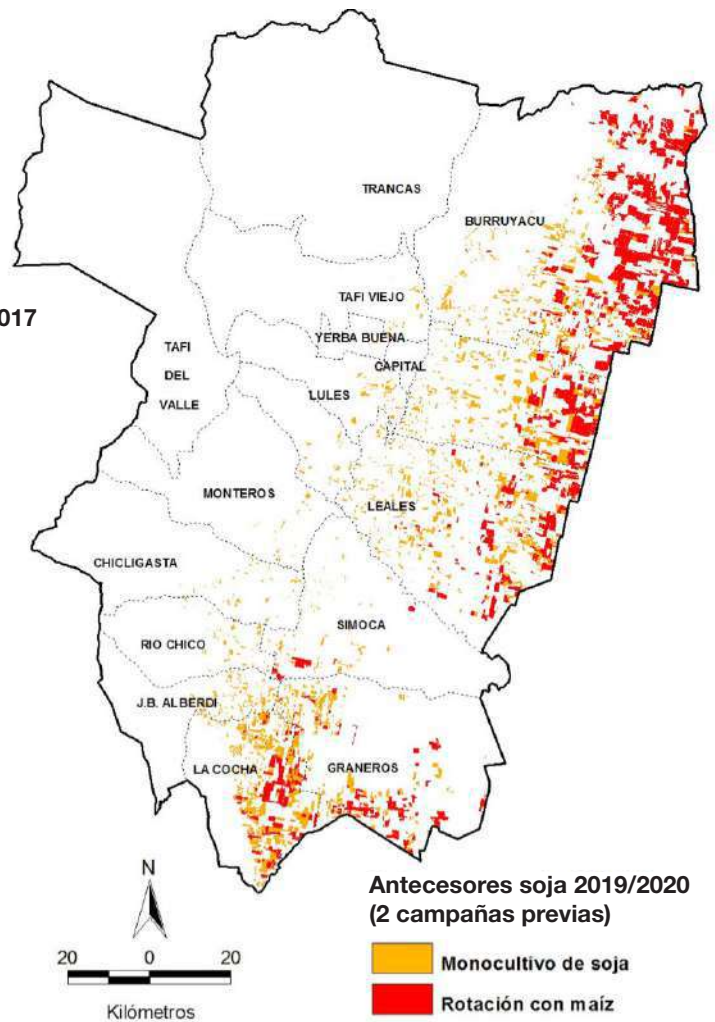 TRANCAS
BURRUYACU
TAFI VIEJO
017
YERBA BUENA
TAFI
DEL
VALLE
CAPITAL
LULES
MONTEROS
LEALES
CHICLIGASTA
SIMOCA
RIO CHICO
J.B. ALBERDI
LA COCHA
GRANEROS
N
20 0 20
Kilómetros
Antecesores soja 2019/2020
(2 campañas previas)
Monocultivo de soja
Rotación con maíz